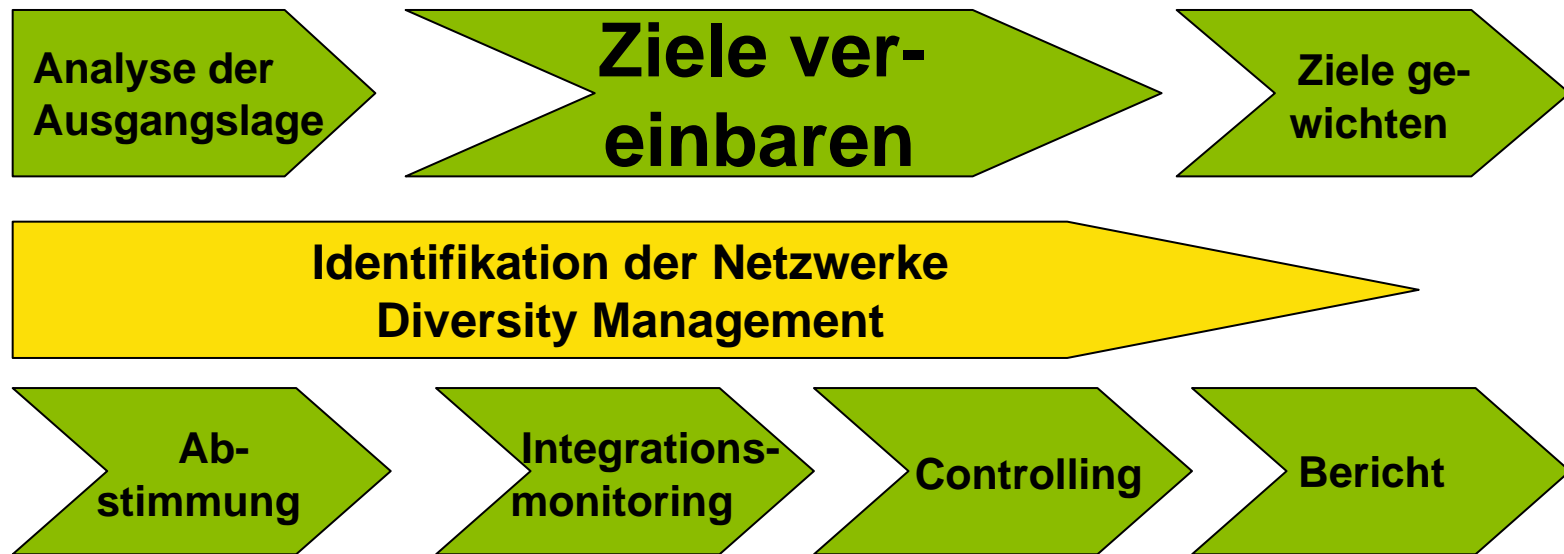 Analyse der
Ausgangslage
Ziele ver-
einbaren
Ziele ge-
wichten
Identifikation der Netzwerke
Diversity Management
Ab-
stimmung
Integrations-
monitoring
Controlling
Bericht